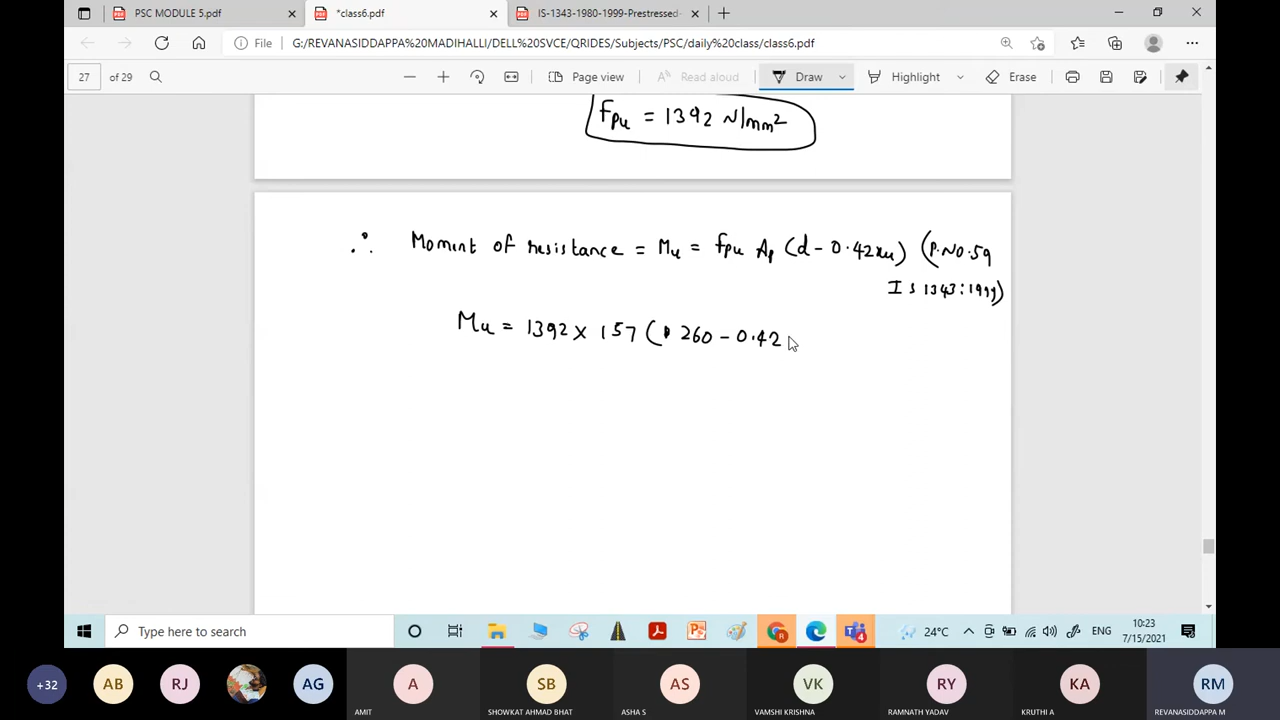 PSC MODULE 5.pdf
*class6.pdf
IS-1343-1980-1999-Prestressed-
File
G:/REVANASIDDAPPA%20MADIHALLI/DELL%20SVCE/QRIDES/Subjects/PSC/daily%20class/class6.pdf
27 of 29
Page view
Read aloud
Draw
Highlight
Erase
fpu = 1392 N/mm²
∴ Moment of resistance = Mu = fpu Ap (d - 0.42xu) (P.NO.59
IS 1343:1999)
Mu = 1392 x 157 ( 260 - 0.42
Type here to search
24°C
ENG
10:23
7/15/2021
4
+32
AB
RJ
AG
A
SB
AS
VK
RY
KA
RM
AMIT
SHOWKAT AHMAD BHAT
ASHA S
VAMSHI KRISHNA
RAMNATH YADAV
KRUTHI A
REVANASIDDAPPA M